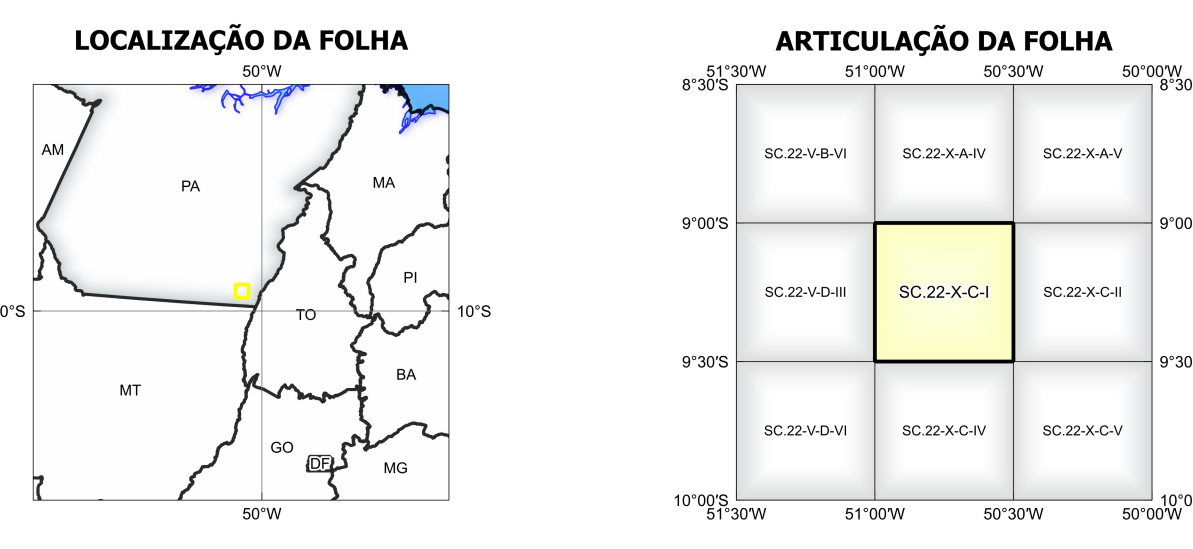 LOCALIZAÇÃO DA FOLHA
50°W
AM
PA
MA
PI
0°S
TO
10°S
MT
BA
GO
DF
MG
50°W
ARTICULAÇÃO DA FOLHA
51°30'W 51°00'W 50°30'W 50°00'W
8°30'S 8°30
SC.22-V-B-VI SC.22-X-A-IV SC.22-X-A-V
9°00'S 9°00
SC.22-V-D-III SC.22-X-C-I SC.22-X-C-II
9°30'S 9°30
SC.22-V-D-VI SC.22-X-C-IV SC.22-X-C-V
10°00'S 10°0
51°30'W 51°00'W 50°30'W 50°00'W